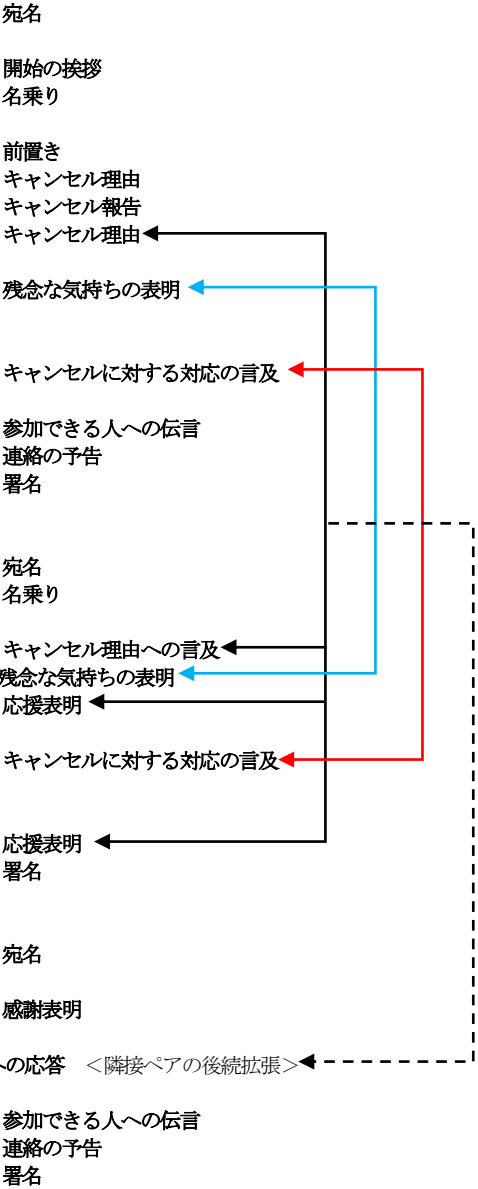 宛名
開始の挨拶
名乗り
前置き
キャンセル理由
キャンセル報告
キャンセル理由
残念な気持ちの表明
キャンセルに対する対応の言及
参加できる人への伝言
連絡の予告
署名
宛名
名乗り
キャンセル理由への言及
残念な気持ちの表明
応援表明
キャンセルに対する対応の言及
応援表明
署名
宛名
感謝表明
への応答 ＜隣接ペアの後続拡張＞
参加できる人への伝言
連絡の予告
署名